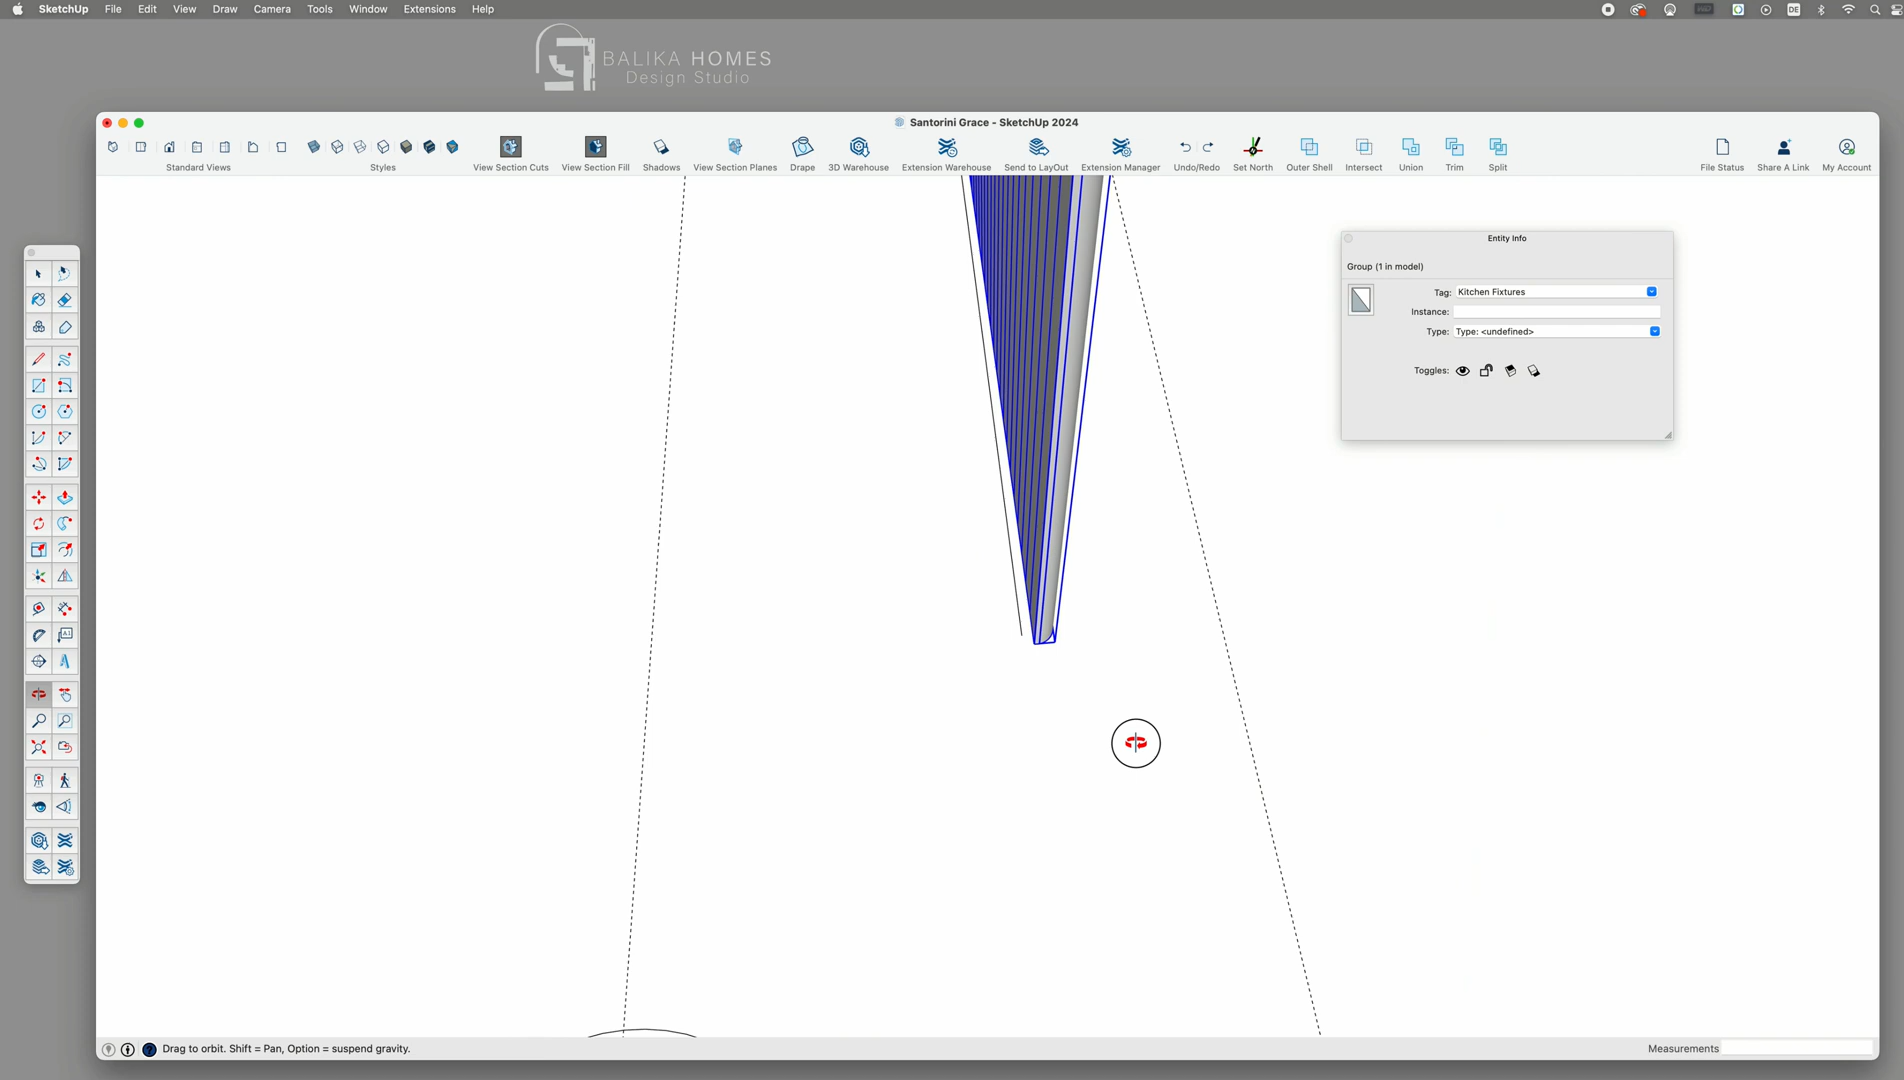 SketchUp File Edit View Draw Camera Tools Window Extensions Help
DE
BALIKA HOMES
Design Studio
Santorini Grace - SketchUp 2024
Standard Views Styles View Section Cuts View Section Fill Shadows View Section Planes Drape 3D Warehouse Extension Warehouse Send to LayOut Extension Manager Undo/Redo Set North Outer Shell Intersect Union Trim Split File Status Share A Link My Account
Entity Info
Group (1 in model)
Tag: Kitchen Fixtures
Instance:
Type: Type: <undefined>
Toggles:
Drag to orbit. Shift = Pan, Option = suspend gravity.
Measurements